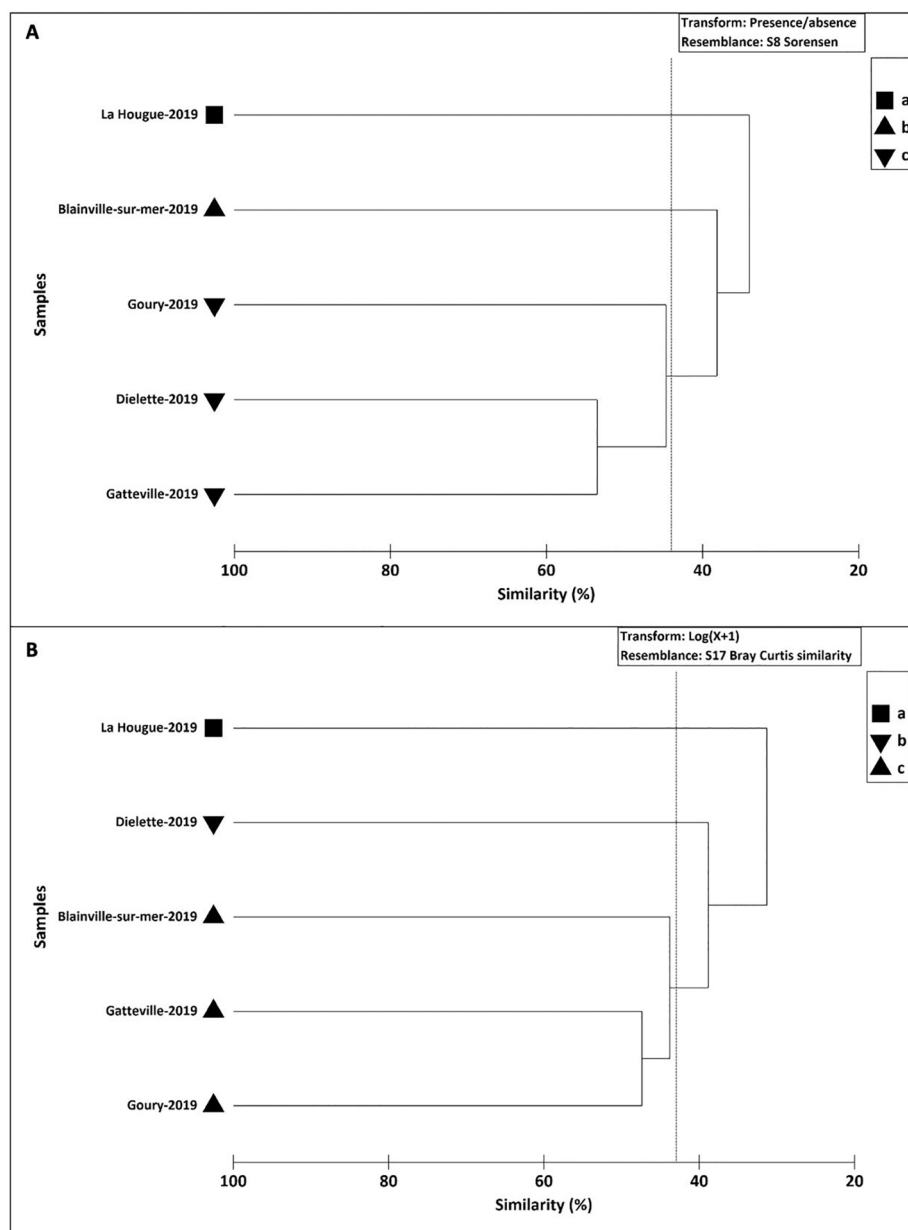 A
Transform: Presence/absence
Resemblance: S8 Sorensen
a
b
c
La Hougue-2019
Blainville-sur-mer-2019
Goury-2019
Dielette-2019
Gatteville-2019
Samples
100 80 60 40 20
Similarity (%)
B
Transform: Log(X+1)
Resemblance: S17 Bray Curtis similarity
a
b
c
La Hougue-2019
Dielette-2019
Blainville-sur-mer-2019
Gatteville-2019
Goury-2019
Samples
100 80 60 40 20
Similarity (%)